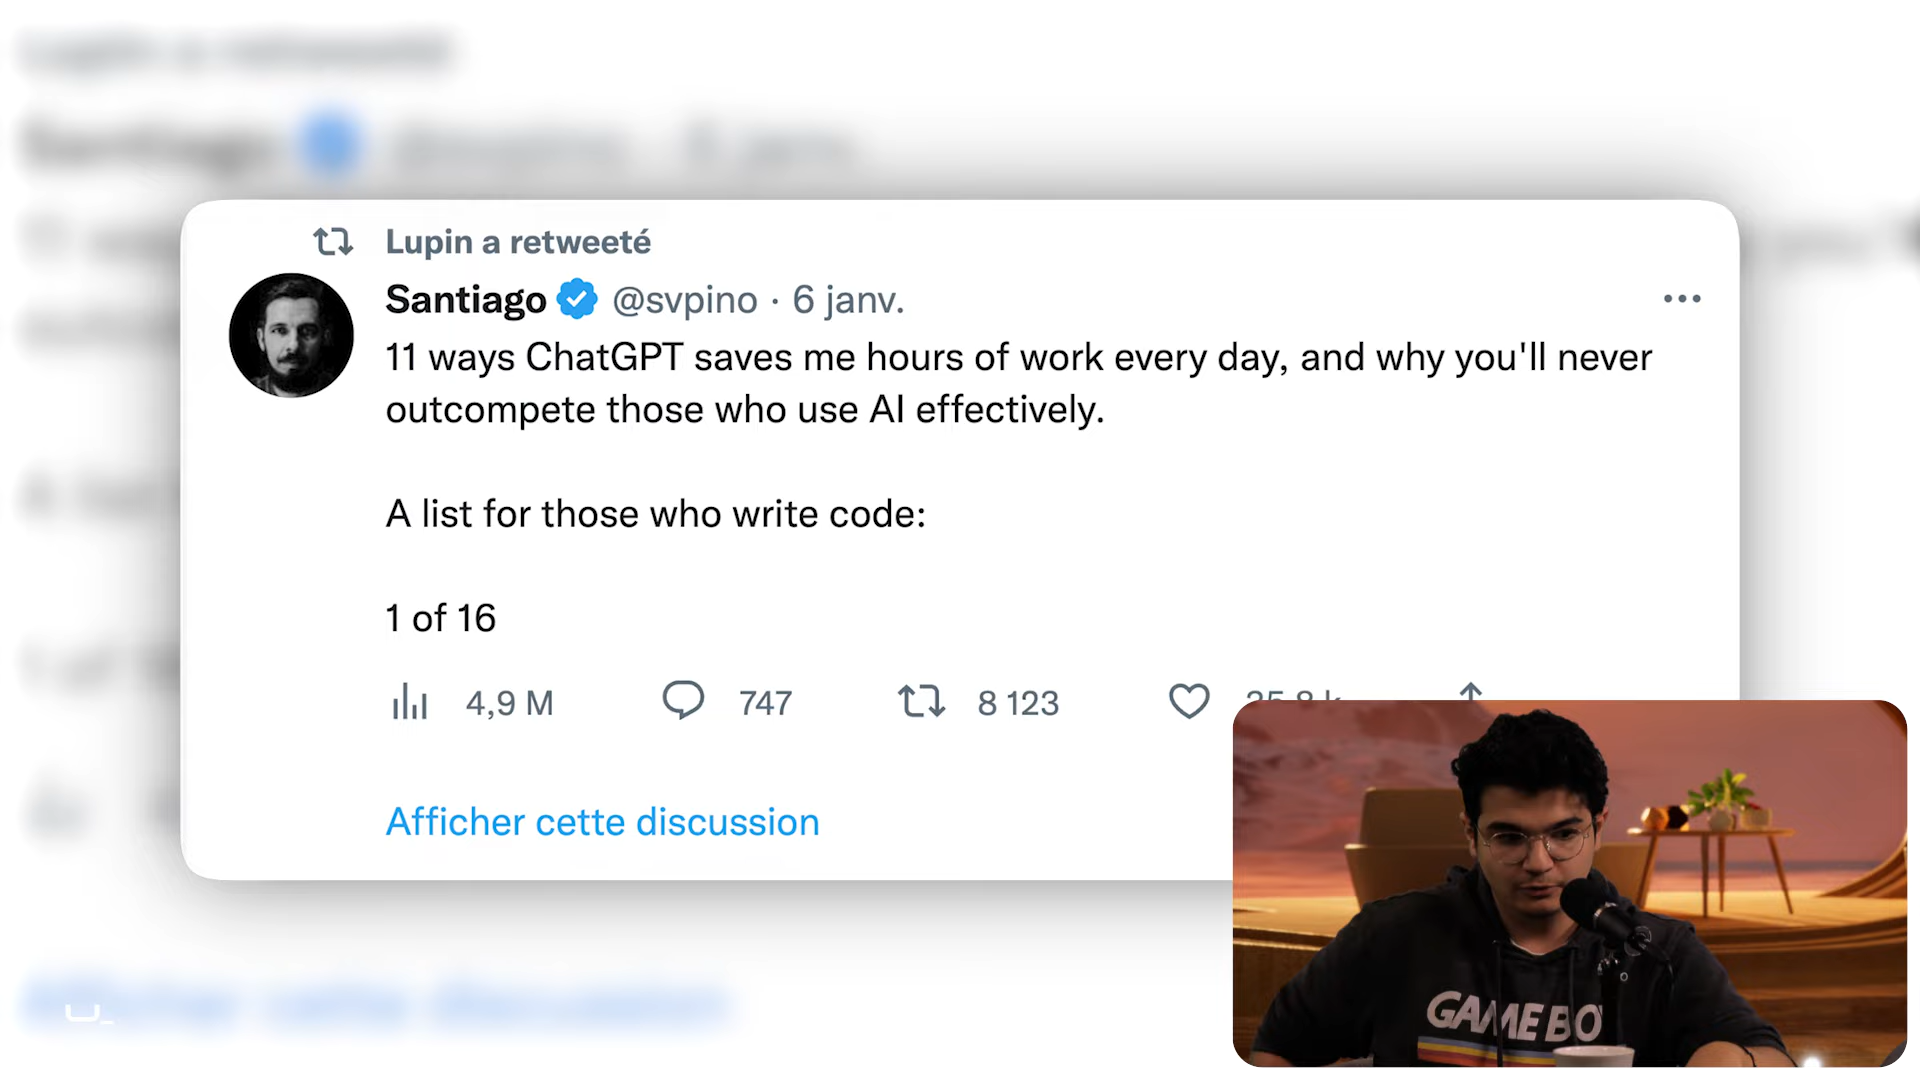 Lupin a retweeté
Santiago @svpino · 6 janv.
11 ways ChatGPT saves me hours of work every day, and why you'll never
outcompete those who use AI effectively.
A list for those who write code:
1 of 16
4,9 M 747 8 123
Afficher cette discussion
GAME BO